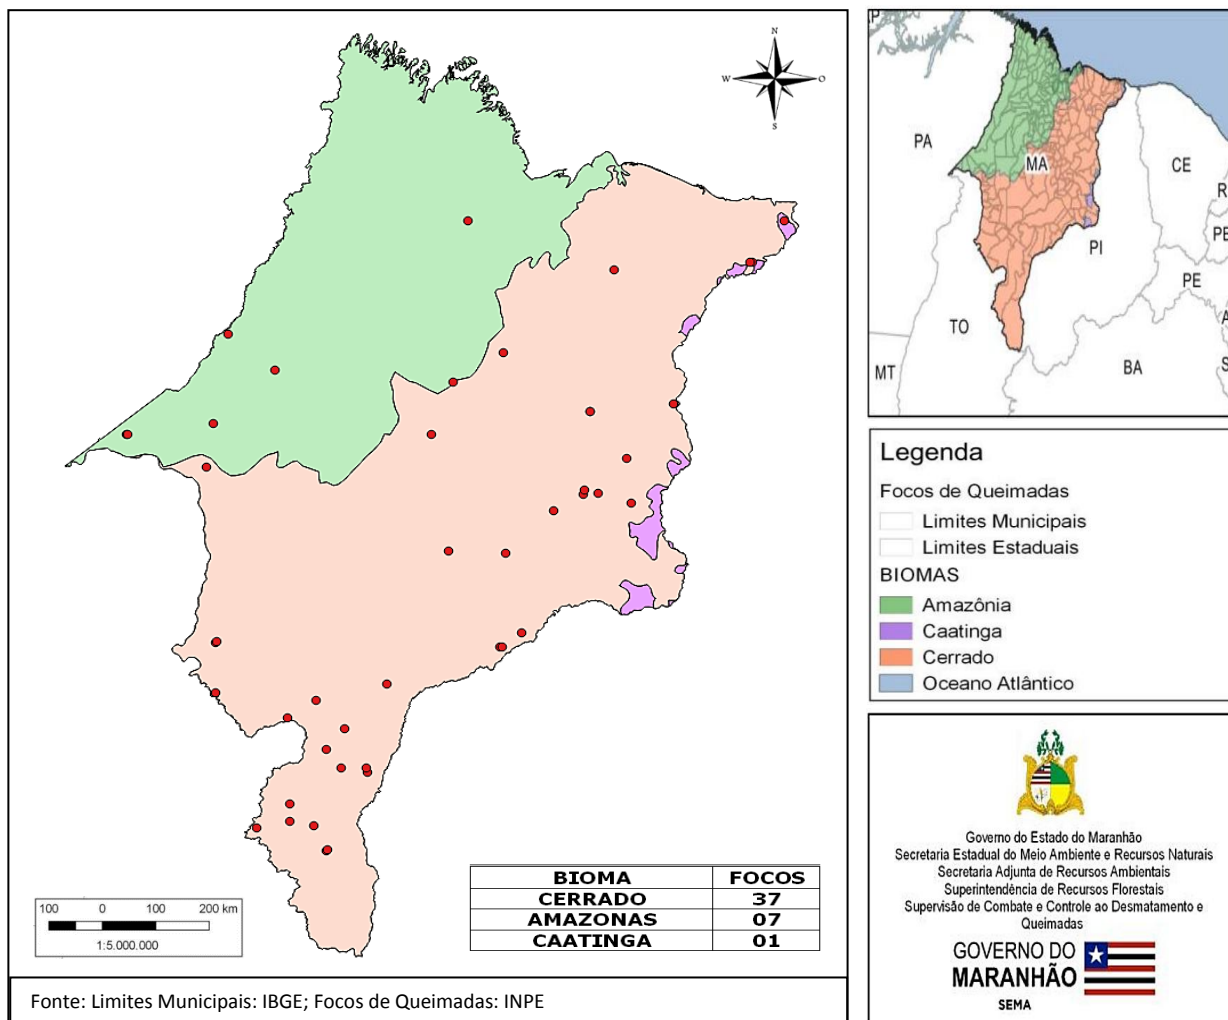 N
W
O
S
BIOMA FOCOS
CERRADO 37
AMAZONAS 07
CAATINGA 01
100 0 100 200 km
1:5.000.000
Fonte: Limites Municipais: IBGE; Focos de Queimadas: INPE
PA
MA
CE
PI
PE
TO
BA
MT
Legenda
Focos de Queimadas
Limites Municipais
Limites Estaduais
BIOMAS
Amazônia
Caatinga
Cerrado
Oceano Atlântico
Governo do Estado do Maranhão
Secretaria Estadual do Meio Ambiente e Recursos Naturais
Secretaria Adjunta de Recursos Ambientais
Superintendência de Recursos Florestais
Supervisão de Combate e Controle ao Desmatamento e
Queimadas
GOVERNO DO
MARANHÃO
SEMA